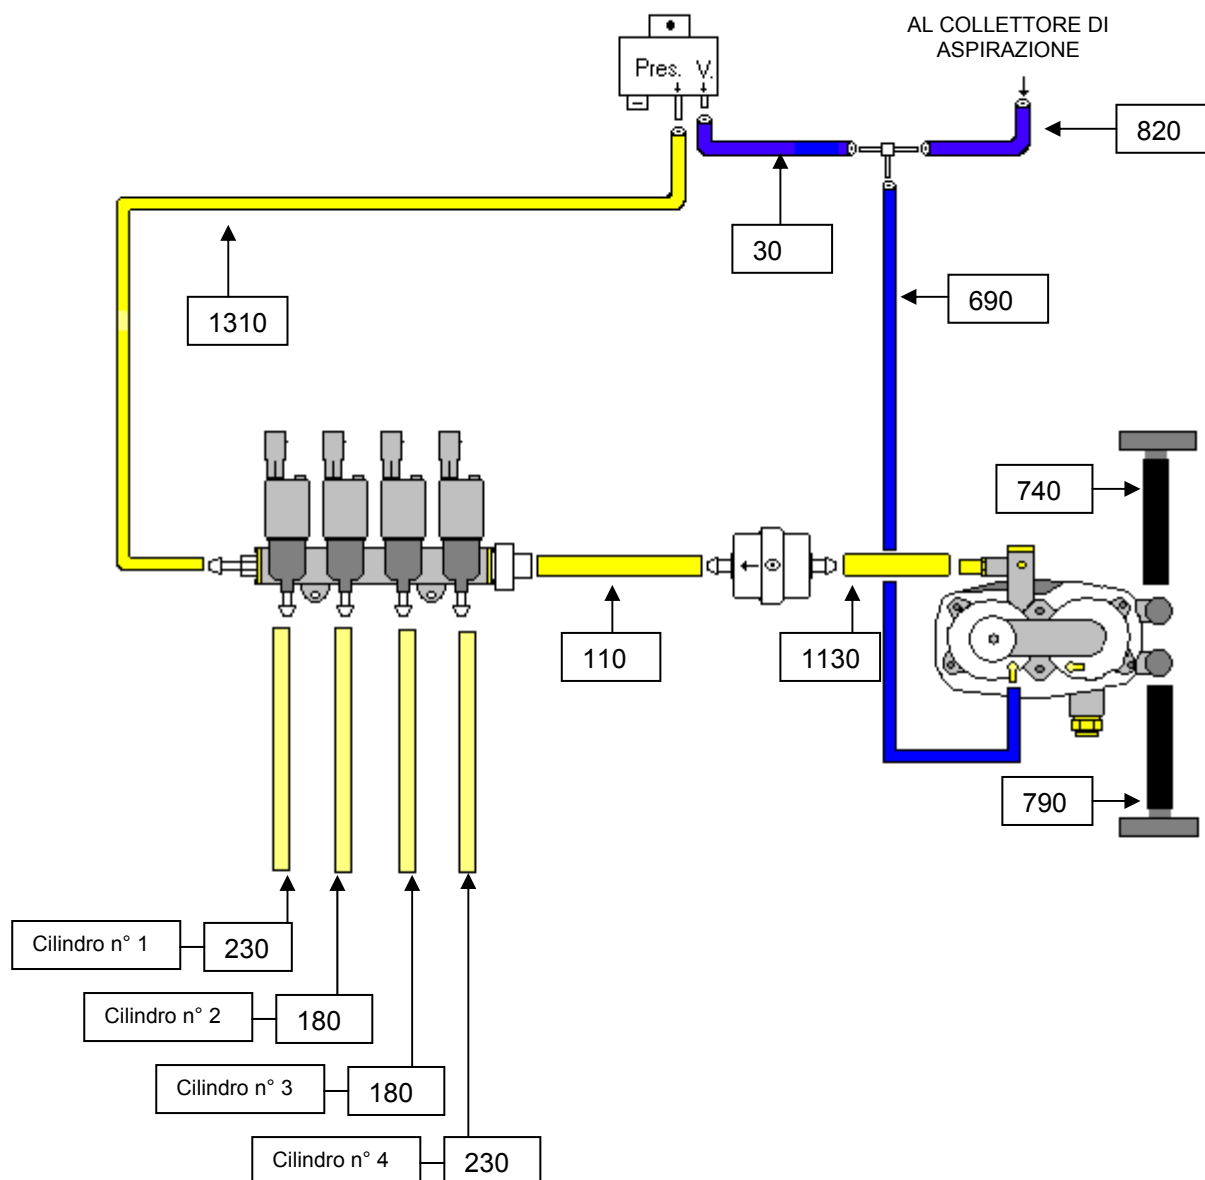 AL COLLETTORE DI
ASPIRAZIONE
Pres. V.
820
30
690
1310
740
110
1130
790
Cilindro n° 1
230
Cilindro n° 2
180
Cilindro n° 3
180
Cilindro n° 4
230